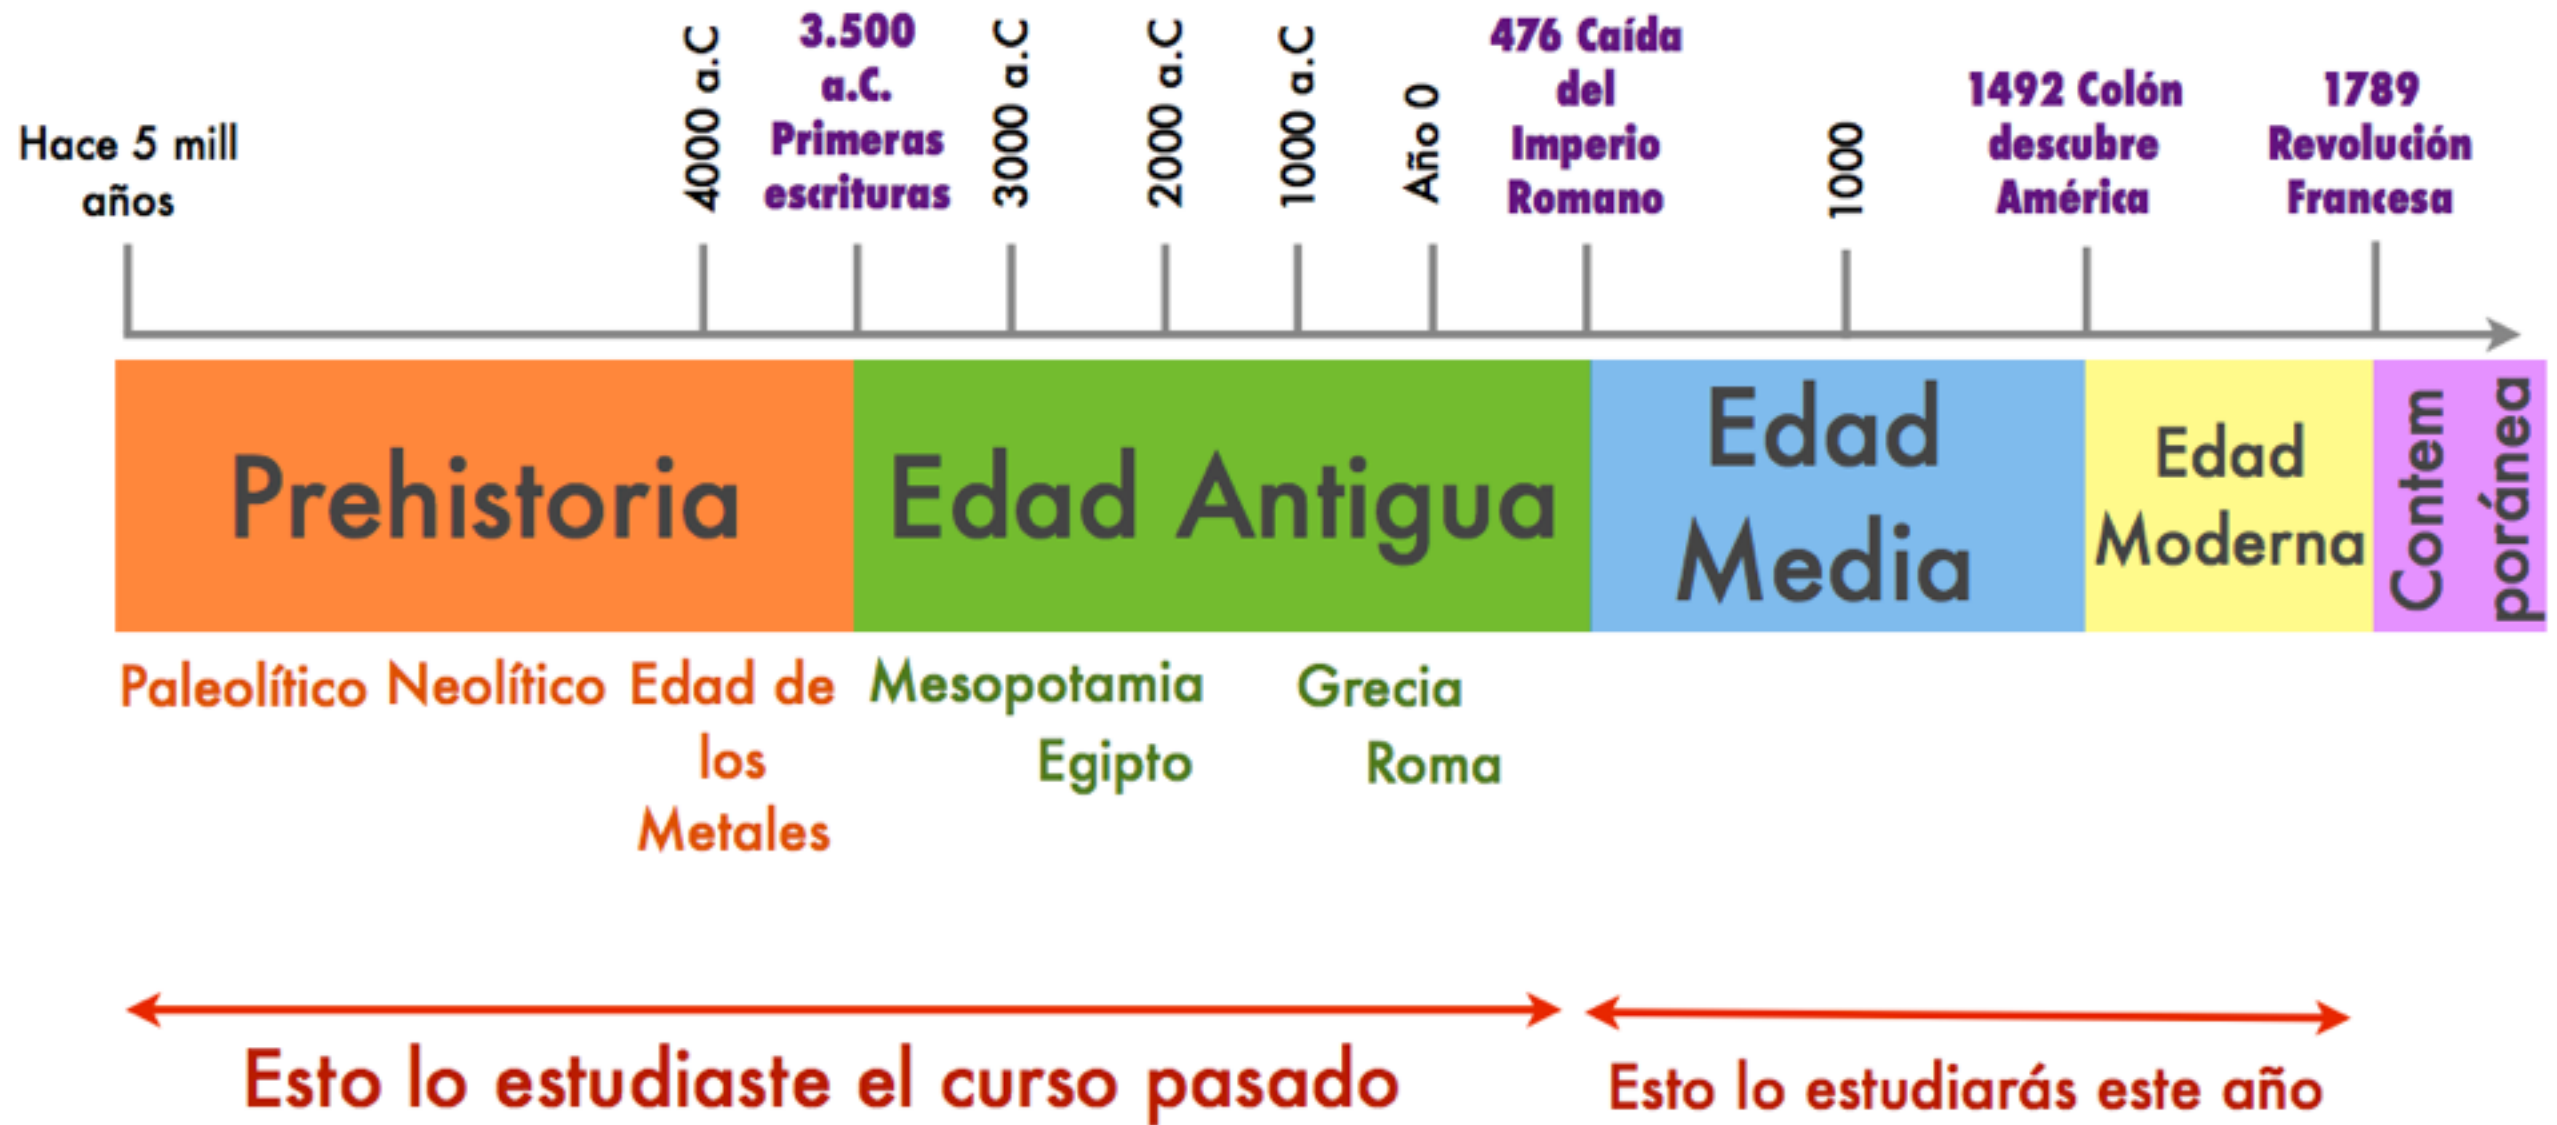 Hace 5 mill
años
4000 a.C
3.500
a.C.
Primeras
escrituras
3000 a.C
2000 a.C
1000 a.C
Año 0
476 Caída
del
Imperio
Romano
1000
1492 Colón
descubre
América
1789
Revolución
Francesa
Prehistoria
Edad Antigua
Edad
Media
Edad
Moderna
Contem
poránea
Paleolítico
Neolítico
Edad de
los
Metales
Mesopotamia
Egipto
Grecia
Roma
Esto lo estudiaste el curso pasado
Esto lo estudiarás este año